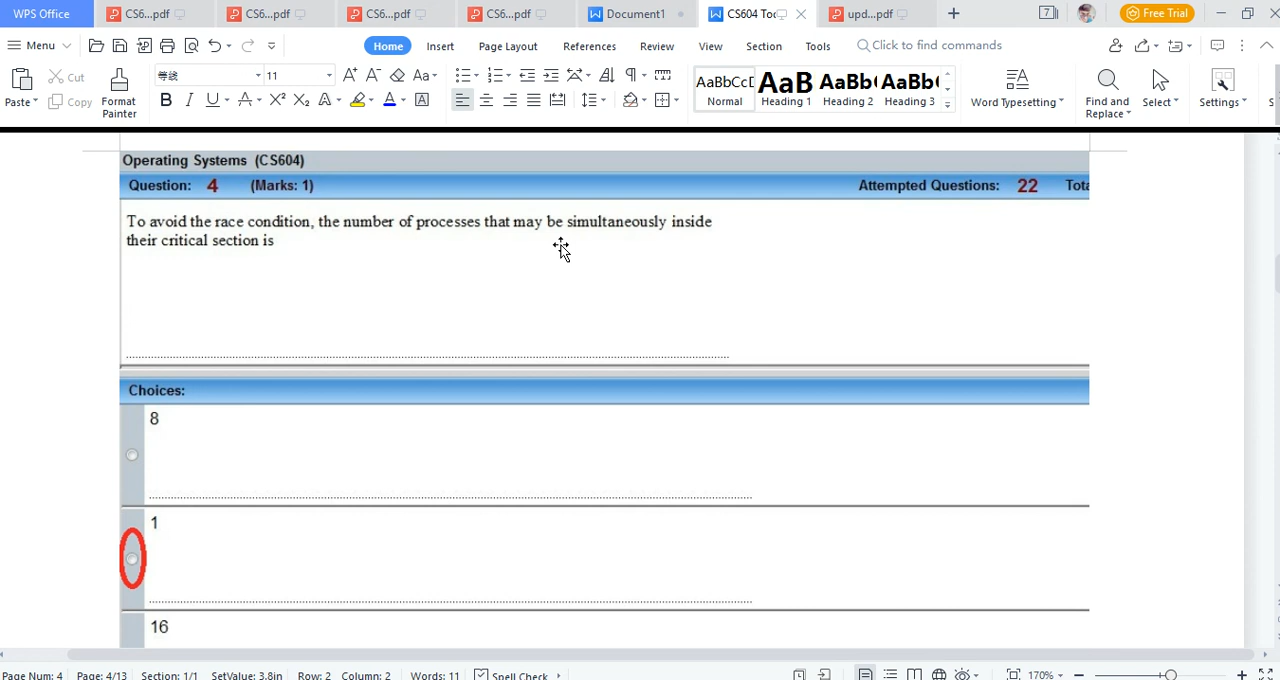 WPS Office CS6...pdf CS6...pdf CS6...pdf CS6...pdf Document1 CS604 Toc upd...pdf + 7 Free Trial
Menu Home Insert Page Layout References Review View Section Tools Click to find commands
Paste Cut Copy Format Painter 等线 11 AaBbCcD Normal AaB Heading 1 AaBb Heading 2 AaBb Heading 3 Word Typesetting Find and Replace Select Settings S
Operating Systems (CS604)
Question: 4 (Marks: 1) Attempted Questions: 22 Tota
To avoid the race condition, the number of processes that may be simultaneously inside
their critical section is
Choices:
8
1
16
Page Num: 4 Page: 4/13 Section: 1/1 SetValue: 3.8in Row: 2 Column: 2 Words: 11 Spell Check 170%